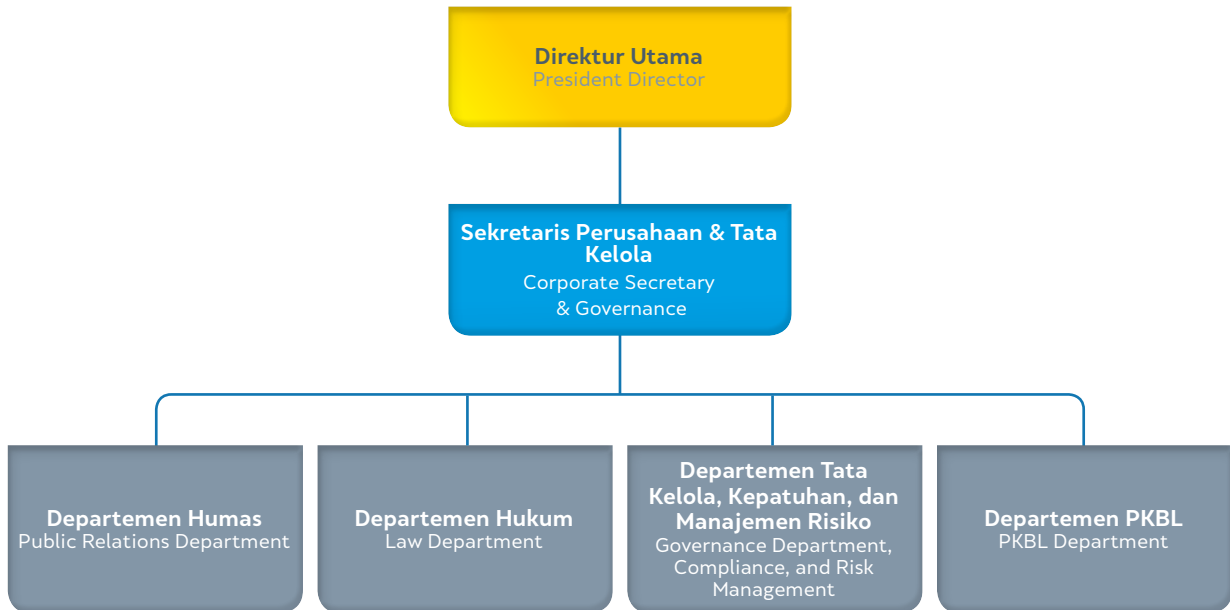 Direktur Utama
President Director
Sekretaris Perusahaan & Tata
Kelola
Corporate Secretary
& Governance
Departemen Humas
Public Relations Department
Departemen Hukum
Law Department
Departemen Tata
Kelola, Kepatuhan, dan
Manajemen Risiko
Governance Department,
Compliance, and Risk
Management
Departemen PKBL
PKBL Department